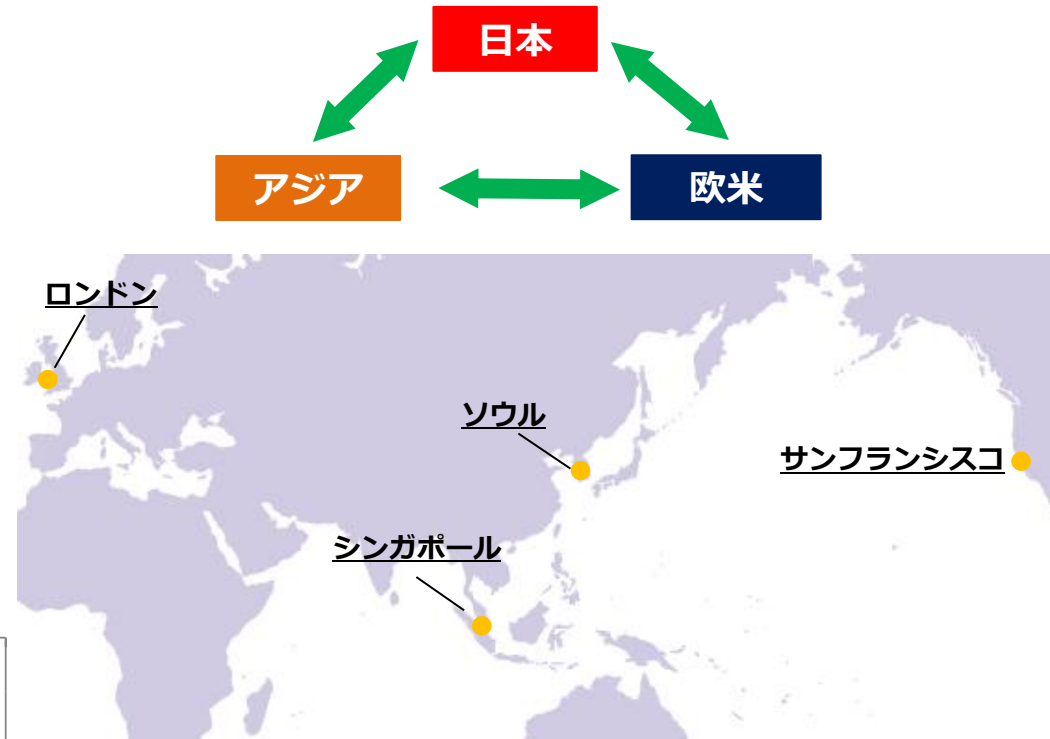 日本
アジア
欧米
ロンドン
ソウル
サンフランシスコ
シンガポール